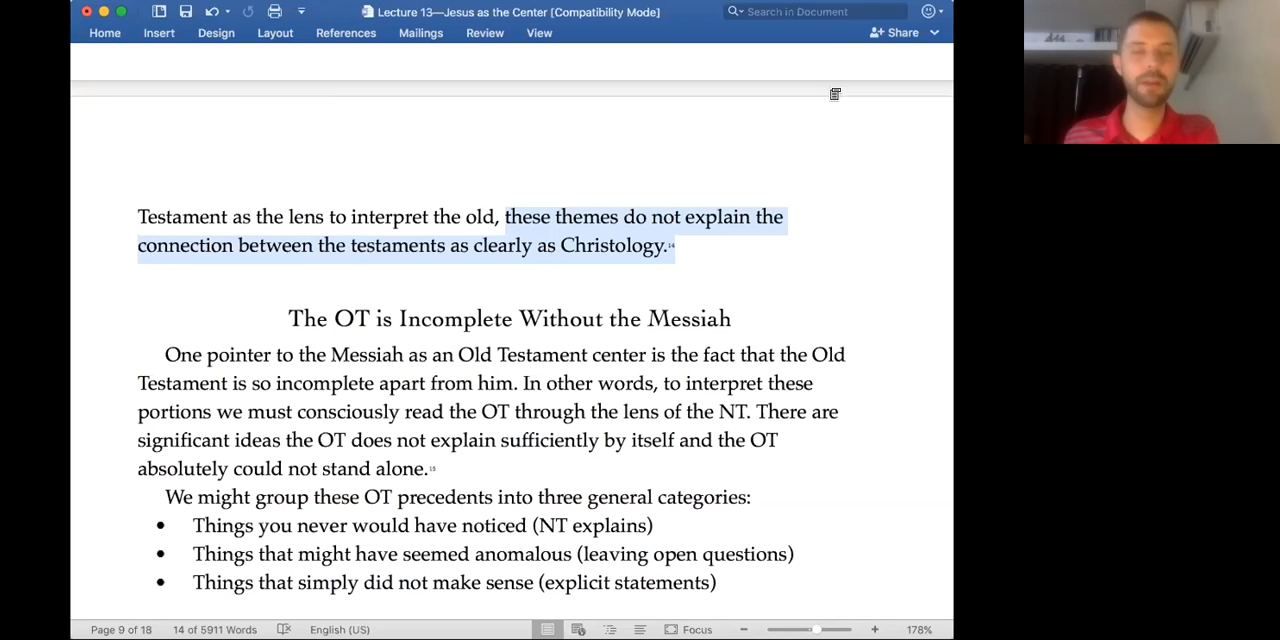 Lecture 13—Jesus as the Center [Compatibility Mode]
Search in Document
Home Insert Design Layout References Mailings Review View Share
Testament as the lens to interpret the old, these themes do not explain the
connection between the testaments as clearly as Christology.14
The OT is Incomplete Without the Messiah
One pointer to the Messiah as an Old Testament center is the fact that the Old
Testament is so incomplete apart from him. In other words, to interpret these
portions we must consciously read the OT through the lens of the NT. There are
significant ideas the OT does not explain sufficiently by itself and the OT
absolutely could not stand alone.15
We might group these OT precedents into three general categories:
• Things you never would have noticed (NT explains)
• Things that might have seemed anomalous (leaving open questions)
• Things that simply did not make sense (explicit statements)
Page 9 of 18 14 of 5911 Words English (US) Focus 178%